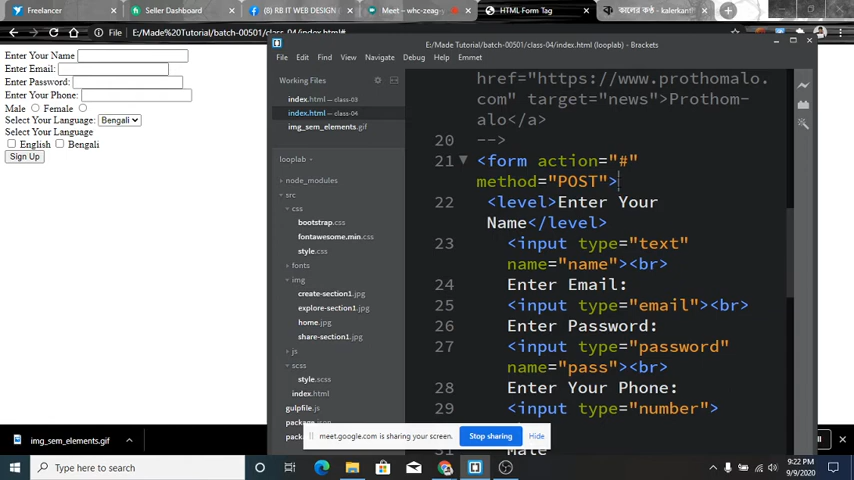 Freelancer
Seller Dashboard
(8) RB IT WEB DESIGN
Meet – whc-zeag-
HTML Form Tag
কালের কণ্ঠ - kalerkan
File
E:/Made%20Tutorial/batch-00501/class-04/index.html#
E:/Made Tutorial/batch-00501/class-04/index.html (looplab) - Brackets
File Edit Find View Navigate Debug Help Emmet
Enter Your Name
Enter Email:
Enter Password:
Enter Your Phone:
Male Female
Select Your Language: Bengali
Select Your Language
English Bengali
Sign Up
Working Files
index.html – class-03
index.html – class-04
img_sem_elements.gif
looplab
node_modules
src
css
bootstrap.css
fontawesome.min.css
style.css
fonts
img
create-section1.jpg
explore-section1.jpg
home.jpg
share-section1.jpg
js
scss
style.scss
index.html
gulpfile.js
href="https://www.prothomalo.
com" target="news">Prothom-
alo</a>
20 -->
21 <form action="#"
method="POST">
22 <level>Enter Your
Name</level>
23 <input type="text"
name="name"><br>
24 Enter Email:
25 <input type="email"><br>
26 Enter Password:
27 <input type="password"
name="pass"><br>
28 Enter Your Phone:
29 <input type="number">
Male
meet.google.com is sharing your screen. Stop sharing Hide
img_sem_elements.gif
Type here to search
9:22 PM
9/9/2020